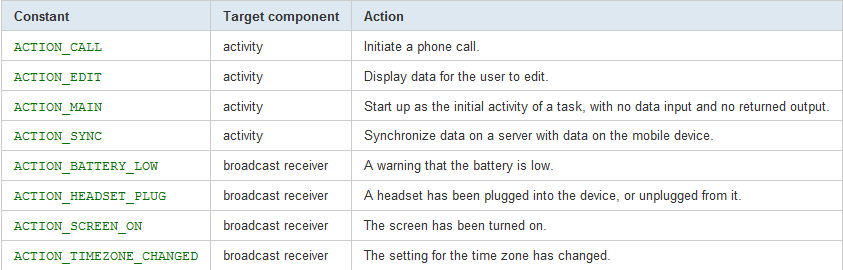 Constant Target component Action
ACTION_CALL activity Initiate a phone call.
ACTION_EDIT activity Display data for the user to edit.
ACTION_MAIN activity Start up as the initial activity of a task, with no data input and no returned output.
ACTION_SYNC activity Synchronize data on a server with data on the mobile device.
ACTION_BATTERY_LOW broadcast receiver A warning that the battery is low.
ACTION_HEADSET_PLUG broadcast receiver A headset has been plugged into the device, or unplugged from it.
ACTION_SCREEN_ON broadcast receiver The screen has been turned on.
ACTION_TIMEZONE_CHANGED broadcast receiver The setting for the time zone has changed.